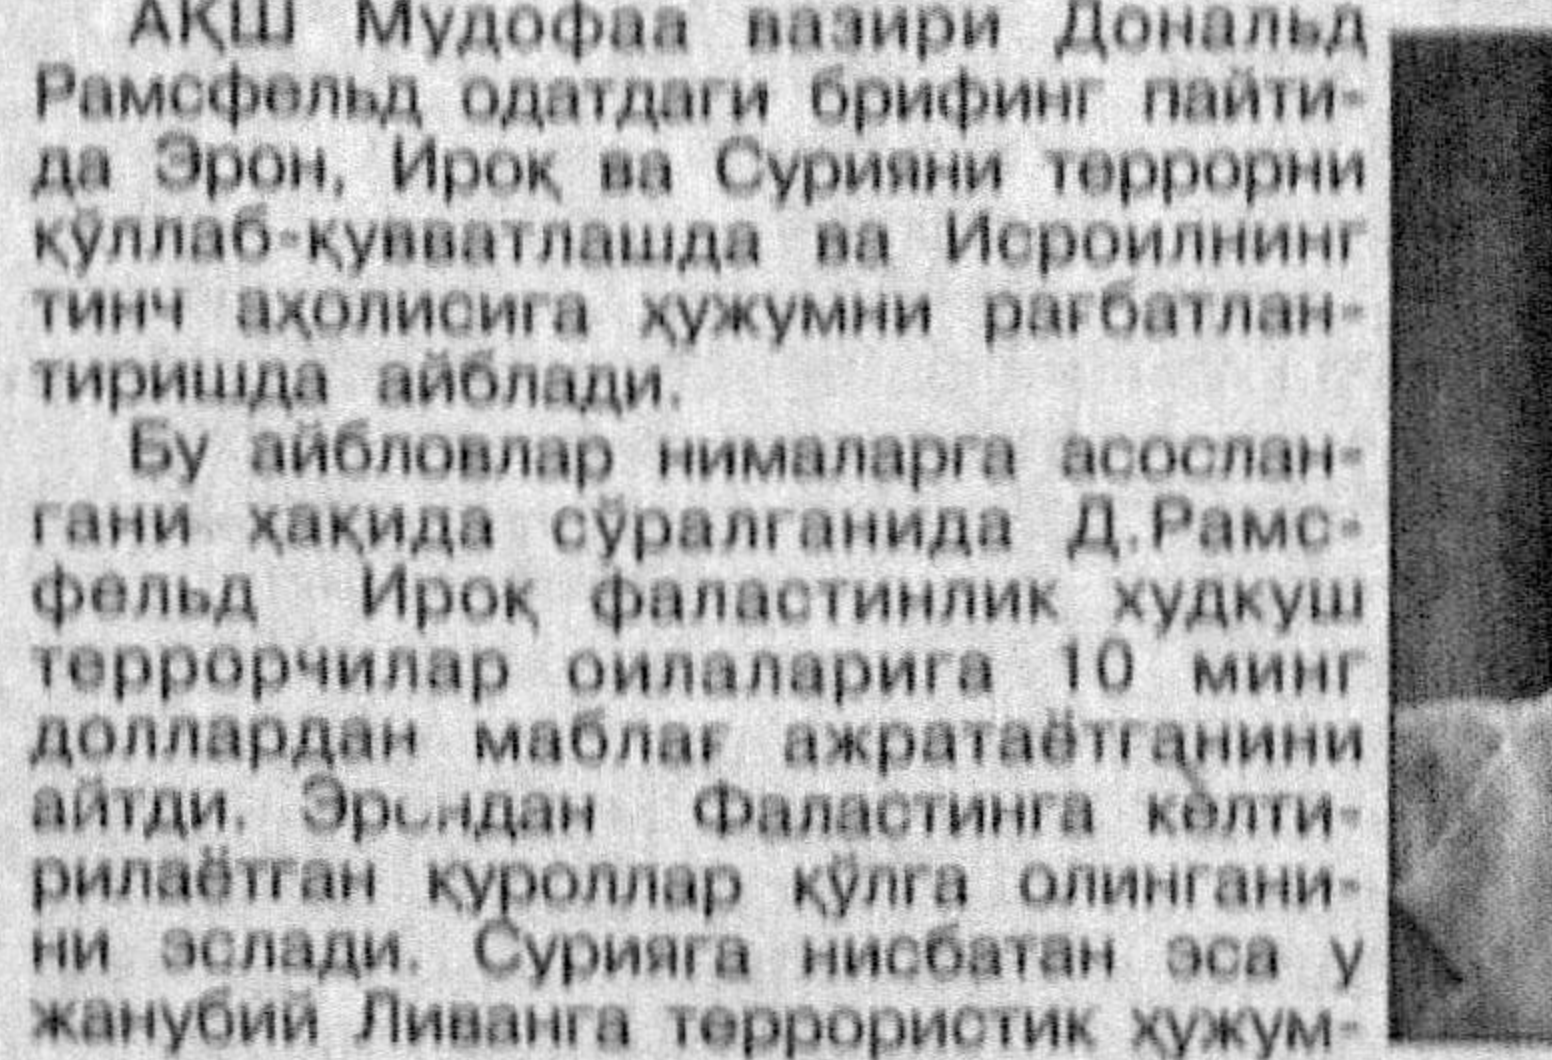 АҚШ Мудофаа вазири Дональд
Рамсфельд одатдаги брифинг пайти-
да Эрон, Ироқ ва Сурияни террорни
қўллаб-қувватлашда ва Исроилнинг
тинч аҳолисига ҳужумни рағбатлан-
тиришда айблади.
Бу айбловлар нималарга асослан-
гани ҳақида сўралганида Д.Рамс-
фельд Ироқ фаластинлик худкуш
террорчилар оилаларига 10 минг
доллардан маблағ ажратаётганини
айтди. Эрондан Фаластинга келти-
рилаётган қуроллар қўлга олингани-
ни эслади. Сурияга нисбатан эса у
жанубий Ливанга террористик ҳужум-